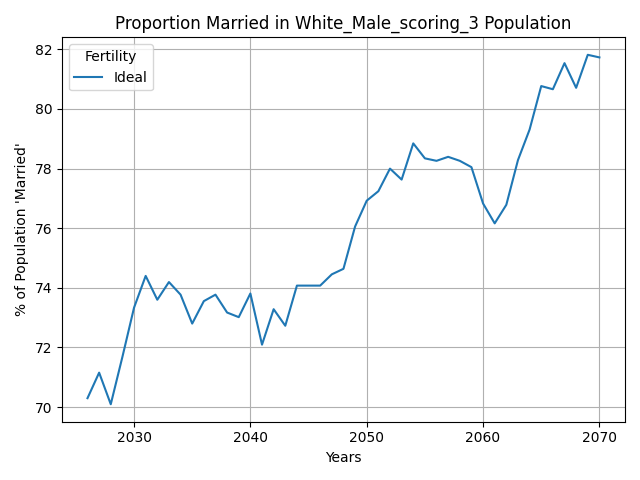 Proportion Married in White_Male_scoring_3 Population
Fertility
Ideal
% of Population 'Married'
82
80
78
76
74
72
70
2030
2040
2050
2060
2070
Years